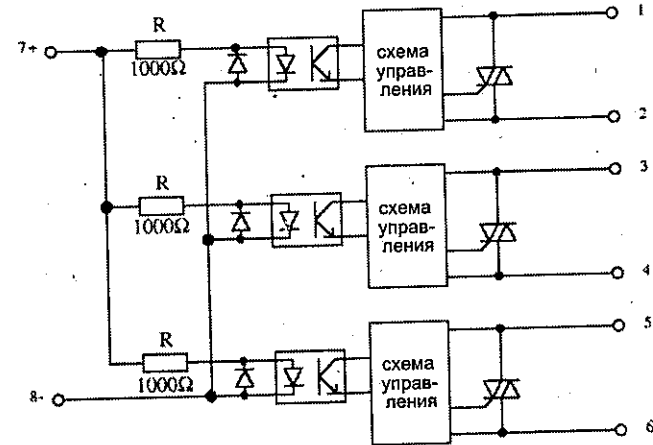 1
7+
R
1000Ω
схема
управ-
ления
2
3
R
1000Ω
схема
управ-
ления
4
5
R
1000Ω
схема
управ-
ления
8-
6